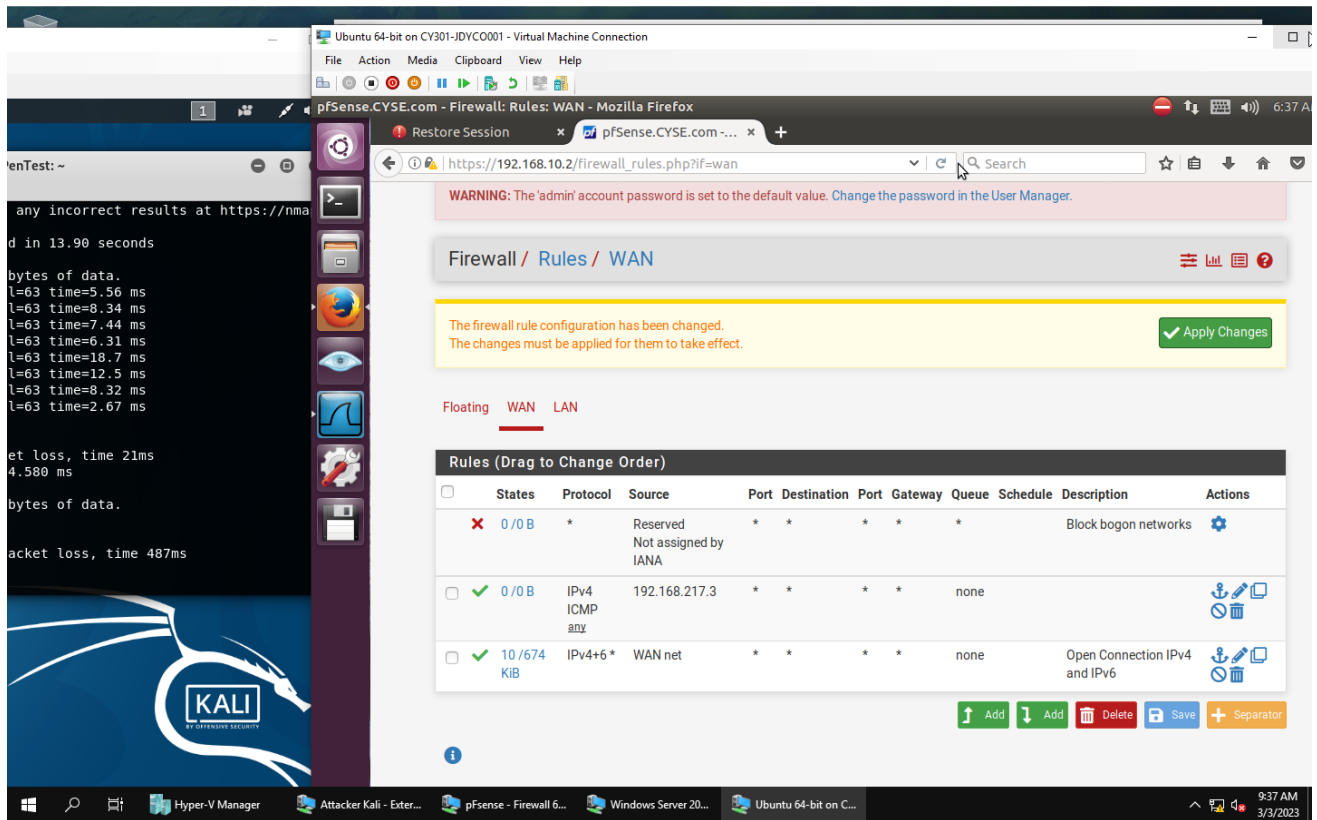 Ubuntu 64-bit on CY301-JDYCO001 - Virtual Machine Connection
File Action Media Clipboard View Help
1
pfSense.CYSE.com - Firewall: Rules: WAN - Mozilla Firefox
6:37
Restore Session
pfSense.CYSE.com -...
https://192.168.10.2/firewall_rules.php?if=wan
Search
WARNING: The 'admin' account password is set to the default value. Change the password in the User Manager.
Firewall / Rules / WAN
The firewall rule configuration has been changed.
The changes must be applied for them to take effect.
Apply Changes
Floating WAN LAN
Rules (Drag to Change Order)
States Protocol Source Port Destination Port Gateway Queue Schedule Description Actions
0 /0 B * Reserved Not assigned by IANA * * * * * Block bogon networks
0 /0 B IPv4 ICMP any 192.168.217.3 * * * * none
10 /674 KiB IPv4+6 * WAN net * * * * none Open Connection IPv4 and IPv6
Add Add Delete Save Separator
enTest: ~
any incorrect results at https://nma
d in 13.90 seconds
bytes of data.
l=63 time=5.56 ms
l=63 time=8.34 ms
l=63 time=7.44 ms
l=63 time=6.31 ms
l=63 time=18.7 ms
l=63 time=12.5 ms
l=63 time=8.32 ms
l=63 time=2.67 ms
et loss, time 21ms
4.580 ms
bytes of data.
acket loss, time 487ms
KALI
BY OFFENSIVE SECURITY
Hyper-V Manager
Attacker Kali - Exter...
pfsense - Firewall 6...
Windows Server 20...
Ubuntu 64-bit on C...
9:37 AM
3/3/2023